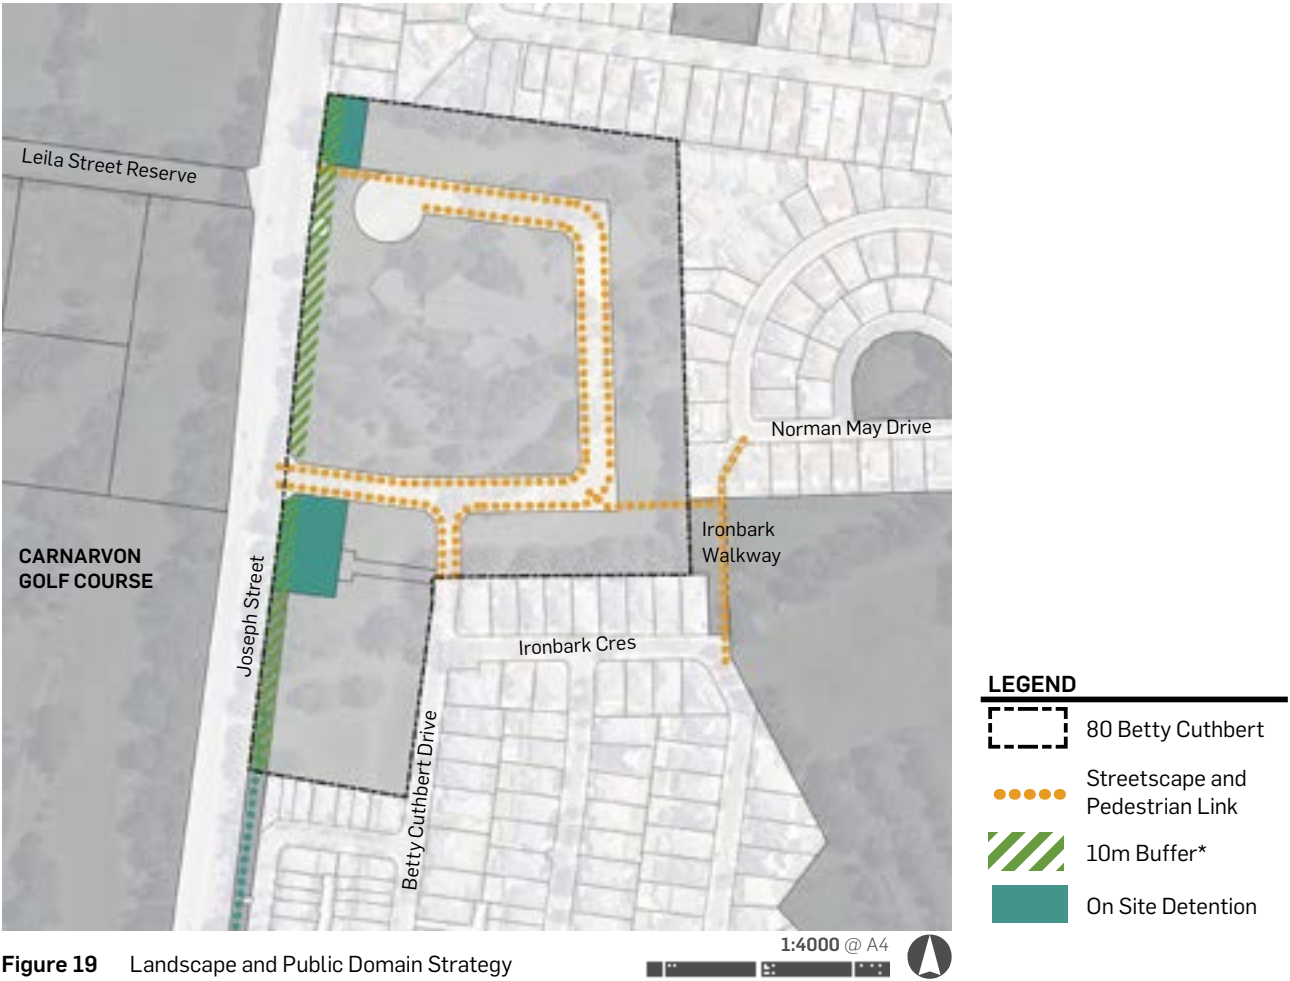 Leila Street Reserve
Norman May Drive
Ironbark
Walkway
CARNARVON
GOLF COURSE
Joseph Street
Ironbark Cres
Betty Cuthbert Drive
LEGEND
80 Betty Cuthbert
Streetscape and
Pedestrian Link
10m Buffer*
On Site Detention
1:4000 @ A4
Figure 19 Landscape and Public Domain Strategy